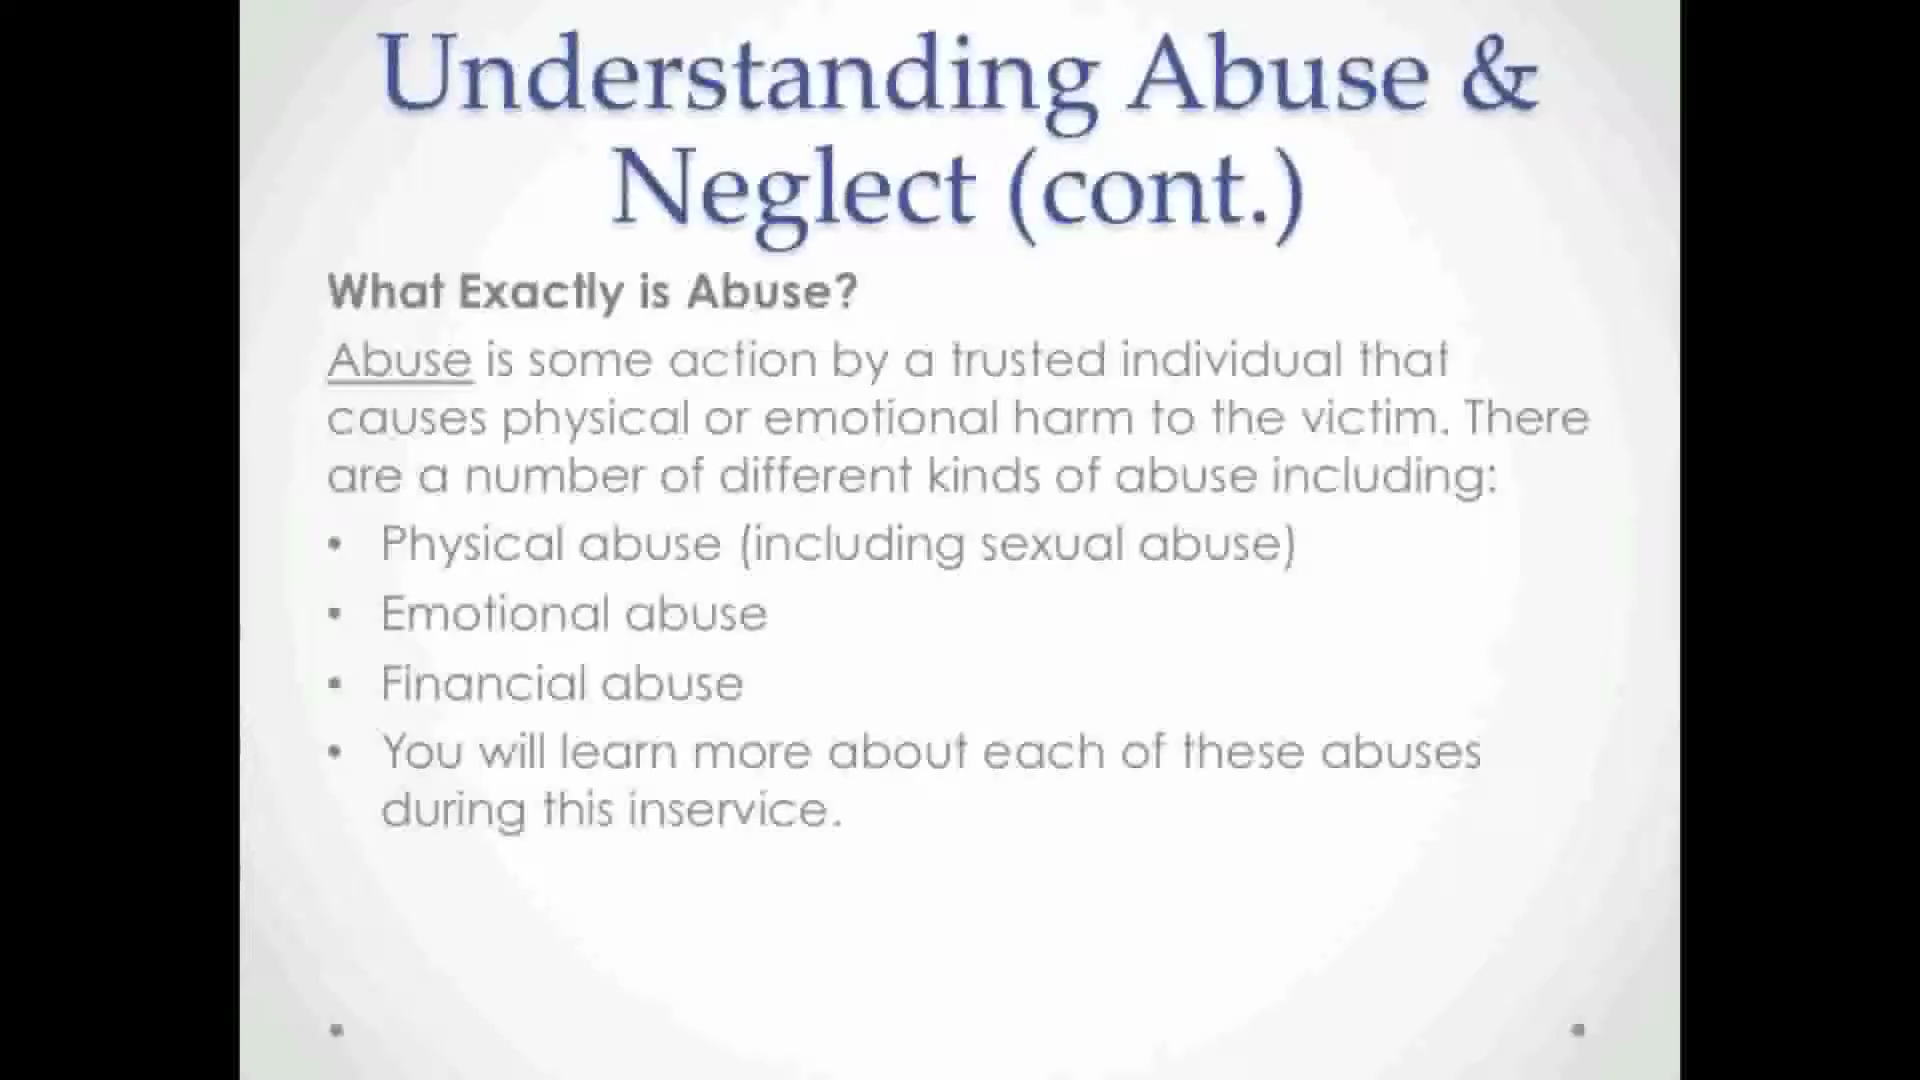 Understanding Abuse &
Neglect (cont.)
What Exactly is Abuse?
Abuse is some action by a trusted individual that
causes physical or emotional harm to the victim. There
are a number of different kinds of abuse including:
• Physical abuse (including sexual abuse)
• Emotional abuse
• Financial abuse
• You will learn more about each of these abuses
during this inservice.